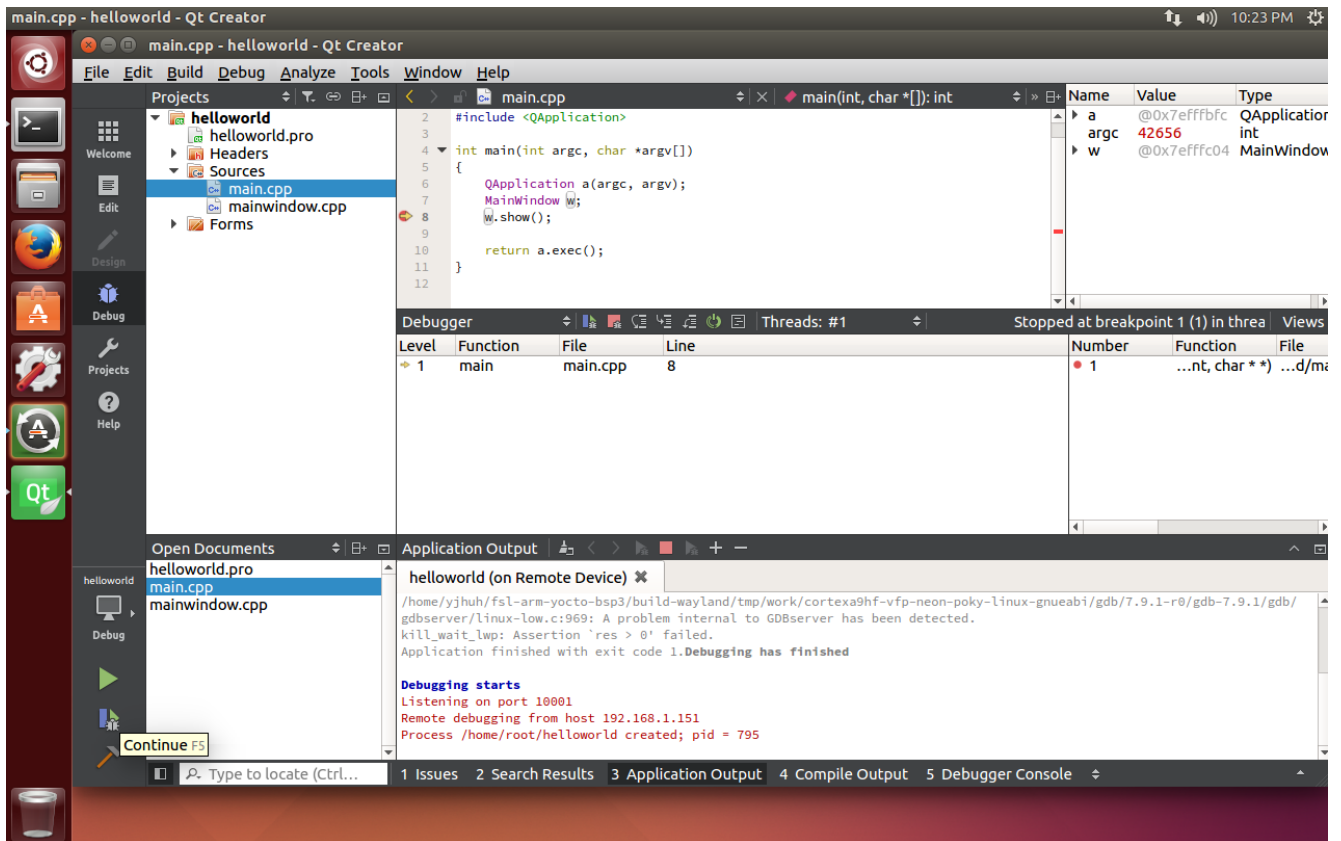 main.cpp - helloworld - Qt Creator
10:23 PM
main.cpp - helloworld - Qt Creator
File Edit Build Debug Analyze Tools Window Help
Projects
main.cpp
main(int, char *[]): int
Name Value Type
helloworld
helloworld.pro
Headers
Sources
main.cpp
mainwindow.cpp
Forms
Welcome
Edit
Design
Debug
Projects
Help
2 #include <QApplication>
3
4 int main(int argc, char *argv[])
5 {
6 QApplication a(argc, argv);
7 MainWindow w;
8 w.show();
9
10 return a.exec();
11 }
12
a @0x7efffbfc QApplication
argc 42656 int
w @0x7efffc04 MainWindow
Debugger
Threads: #1
Stopped at breakpoint 1 (1) in threa
Views
Level Function File Line
1 main main.cpp 8
Number Function File
1 …nt, char * *) …d/ma
Open Documents
helloworld.pro
main.cpp
mainwindow.cpp
Application Output
helloworld (on Remote Device)
/home/yjhuh/fsl-arm-yocto-bsp3/build-wayland/tmp/work/cortexa9hf-vfp-neon-poky-linux-gnueabi/gdb/7.9.1-r0/gdb-7.9.1/gdb/
gdbserver/linux-low.c:969: A problem internal to GDBserver has been detected.
kill_wait_lwp: Assertion `res > 0' failed.
Application finished with exit code 1.Debugging has finished
Debugging starts
Listening on port 10001
Remote debugging from host 192.168.1.151
Process /home/root/helloworld created; pid = 795
helloworld
Debug
Continue F5
Type to locate (Ctrl...
1 Issues 2 Search Results 3 Application Output 4 Compile Output 5 Debugger Console
Qt